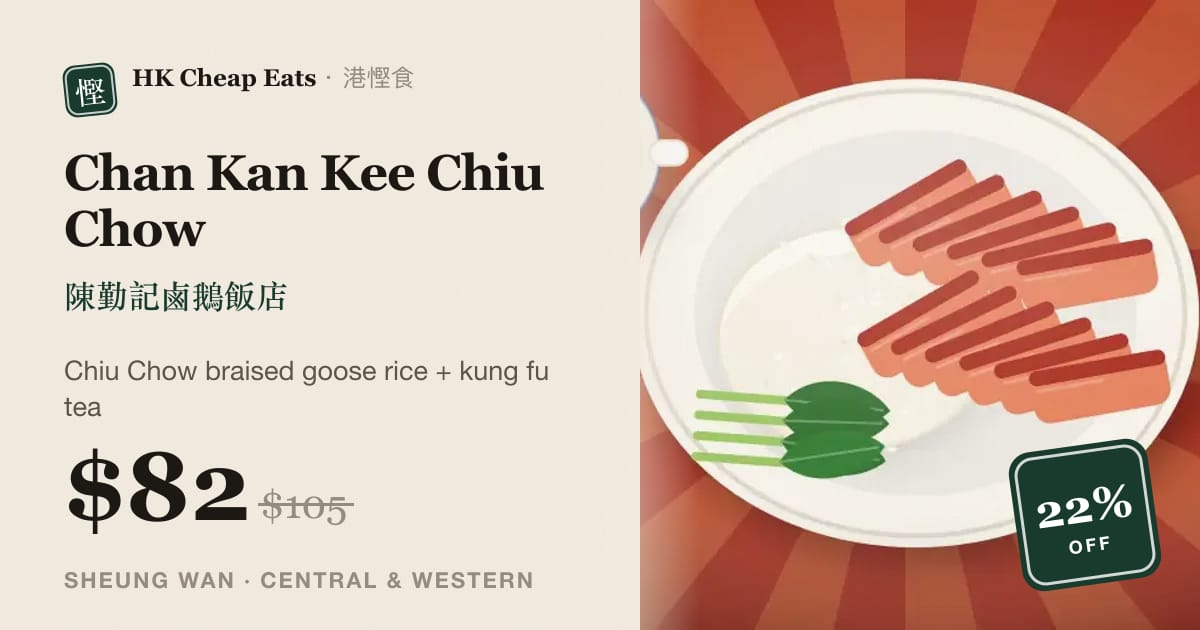 慳
HK Cheap Eats · 港慳食
Chan Kan Kee Chiu
Chow
陳勤記鹵鵝飯店
Chiu Chow braised goose rice + kung fu
tea
$82 $105
SHEUNG WAN · CENTRAL & WESTERN
22%
OFF